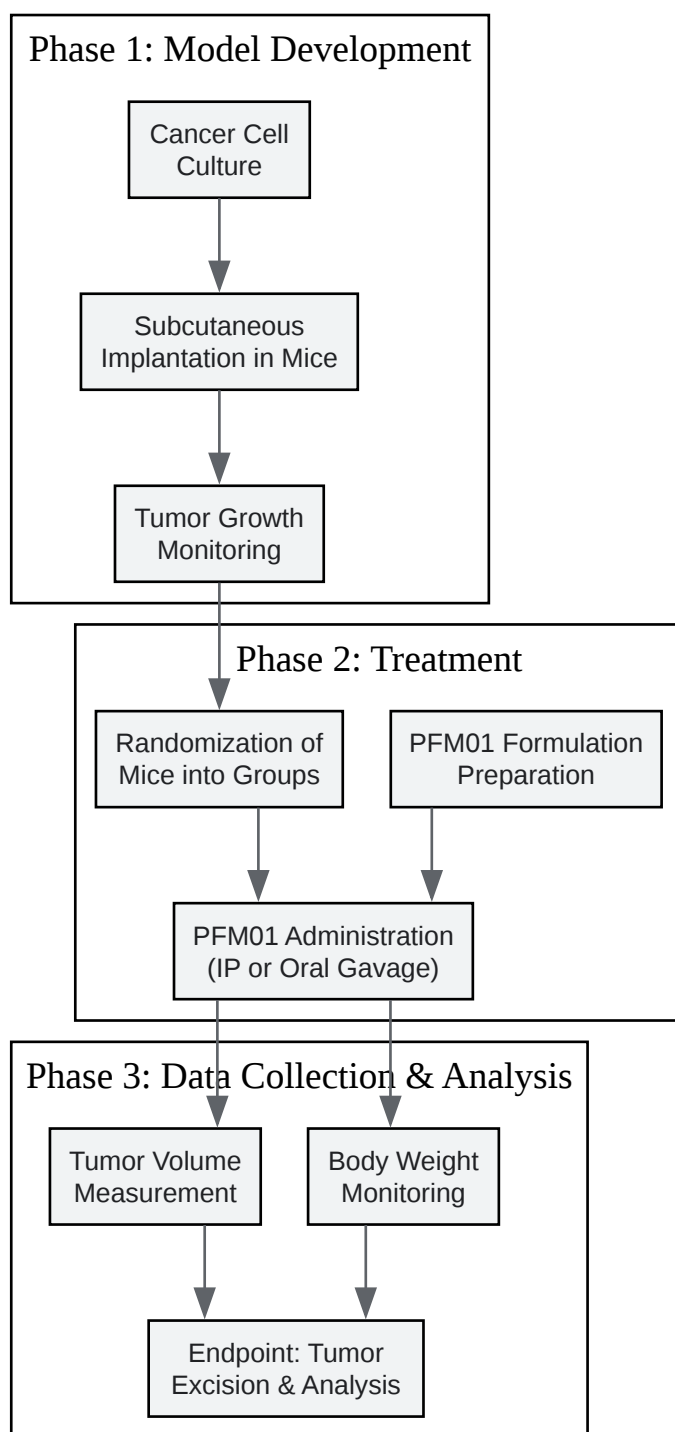 Phase 1: Model Development
Cancer Cell
Culture
Subcutaneous
Implantation in Mice
Tumor Growth
Monitoring
Phase 2: Treatment
Randomization of
Mice into Groups
PFM01 Formulation
Preparation
PFM01 Administration
(IP or Oral Gavage)
Phase 3: Data Collection & Analysis
Tumor Volume
Measurement
Body Weight
Monitoring
Endpoint: Tumor
Excision & Analysis